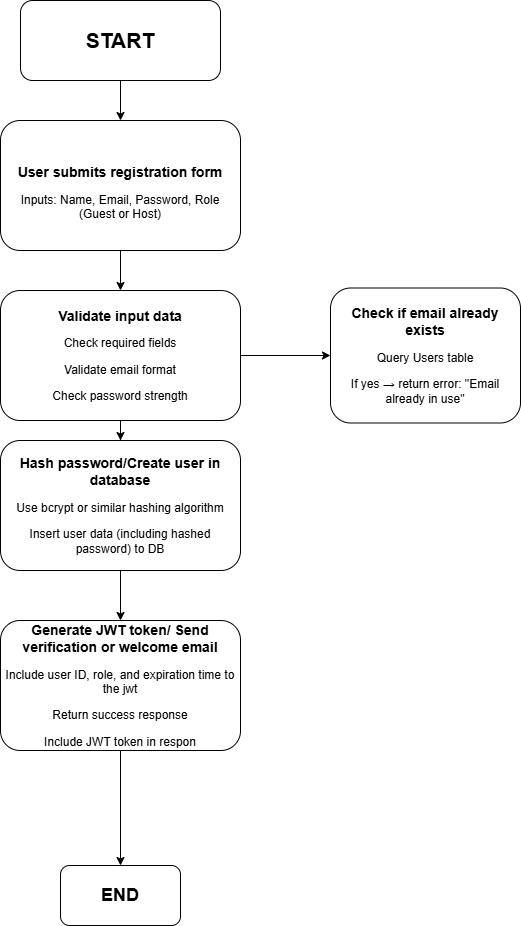 START
User submits registration form
Inputs: Name, Email, Password, Role
(Guest or Host)
Validate input data
Check required fields
Validate email format
Check password strength
Check if email already
exists
Query Users table
If yes → return error: "Email
already in use"
Hash password/Create user in
database
Use bcrypt or similar hashing algorithm
Insert user data (including hashed
password) to DB
Generate JWT token/ Send
verification or welcome email
Include user ID, role, and expiration time to
the jwt
Return success response
Include JWT token in respon
END